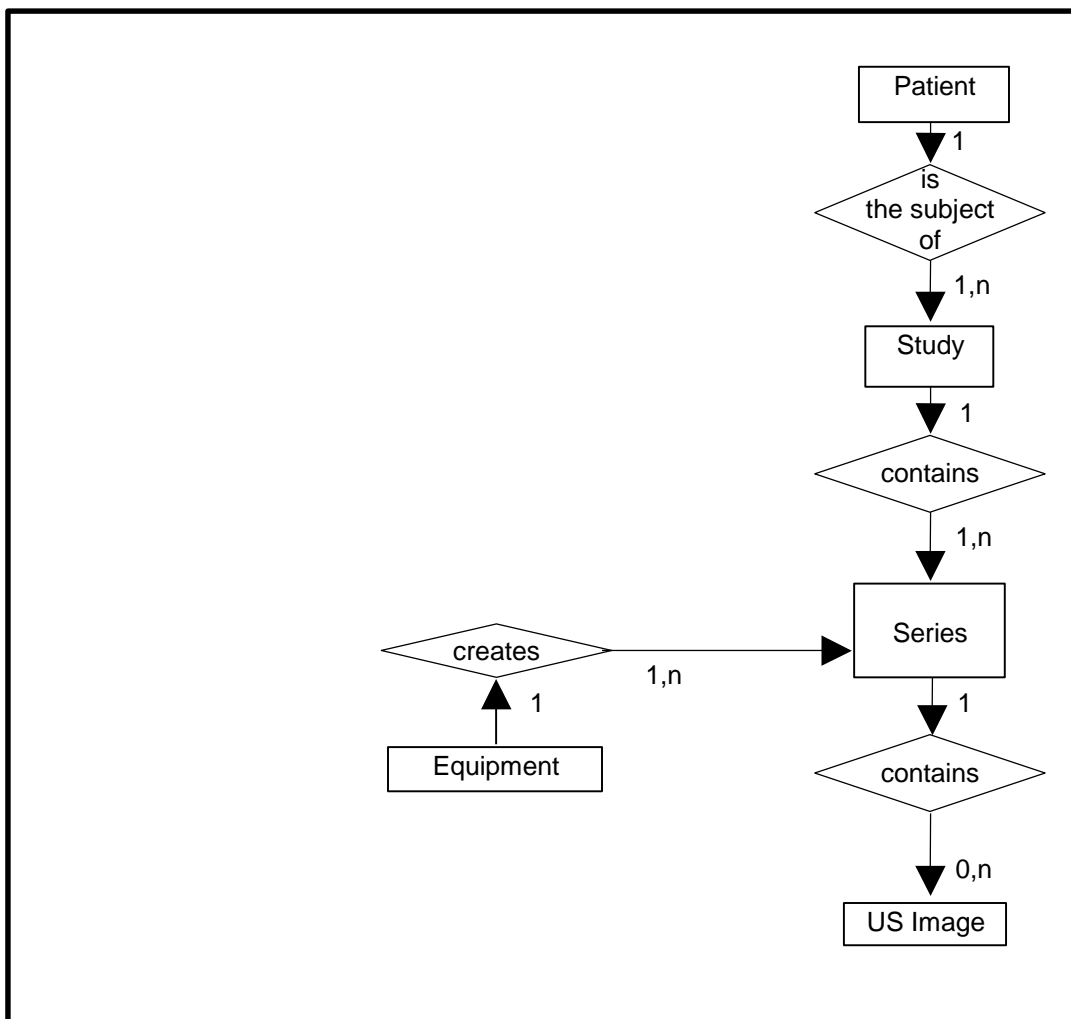 Patient
1
is
the subject
of
1,n
Study
1
contains
1,n
Series
creates
1,n
1
1
Equipment
contains
0,n
US Image